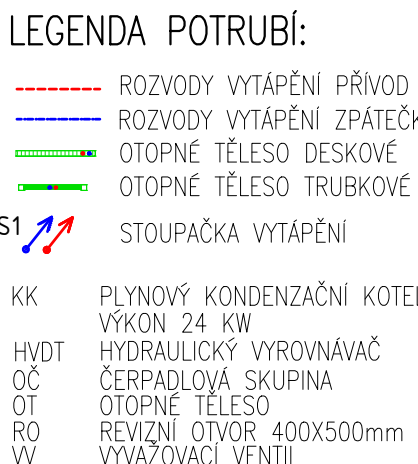 LEGENDA POTRUBÍ:
ROZVODY VYTÁPĚNÍ PŘÍVOD
ROZVODY VYTÁPĚNÍ ZPÁTEČK
OTOPNÉ TĚLESO DESKOVÉ
OTOPNÉ TĚLESO TRUBKOVÉ
S1 STOUPAČKA VYTÁPĚNÍ
KK PLYNOVÝ KONDENZAČNÍ KOTEL
VÝKON 24 KW
HVDT HYDRAULICKÝ VYROVNÁVAČ
OČ ČERPADLOVÁ SKUPINA
OT OTOPNÉ TĚLESO
RO REVIZNÍ OTVOR 400X500mm
VV VYVAŽOVACÍ VENTIL